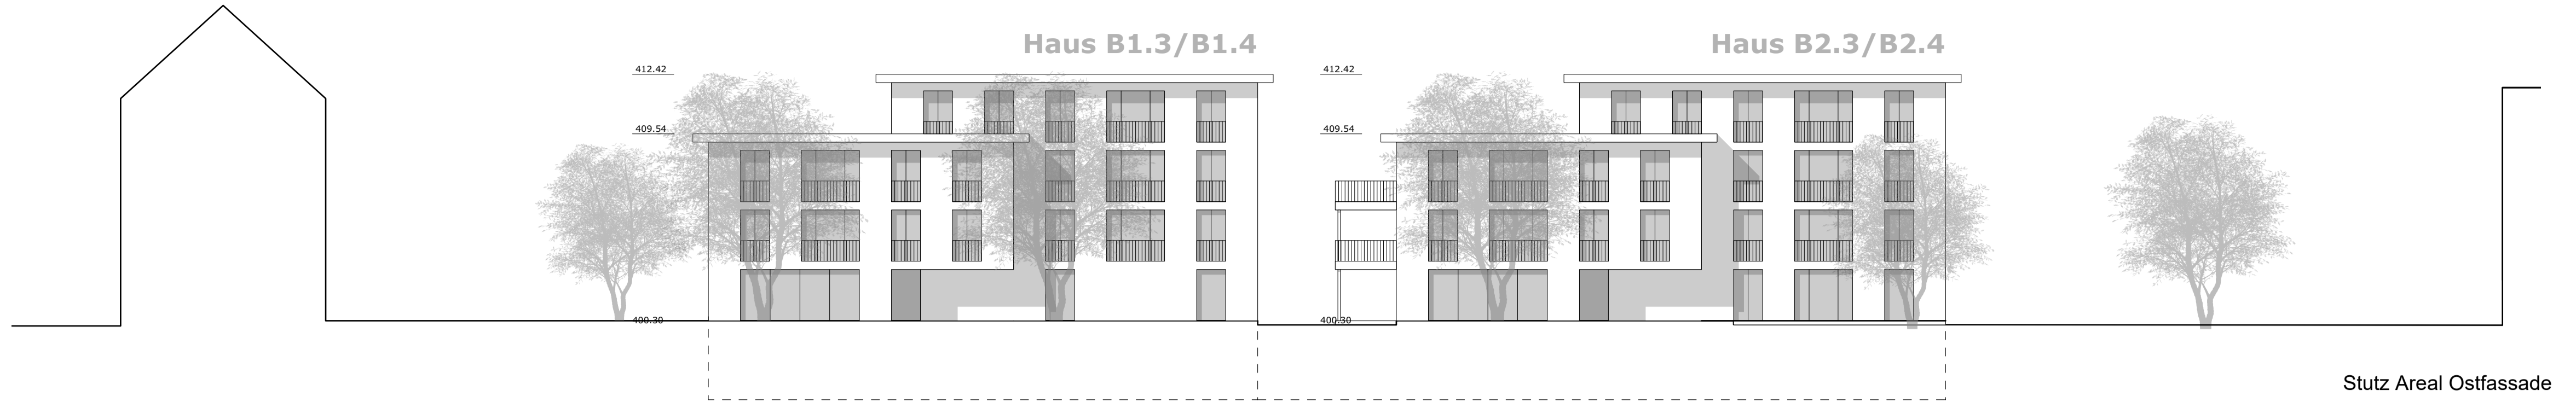 Haus B1.3/B1.4
Haus B2.3/B2.4
412.42
412.42
409.54
409.54
400.30
400.30
Stutz Areal Ostfassade